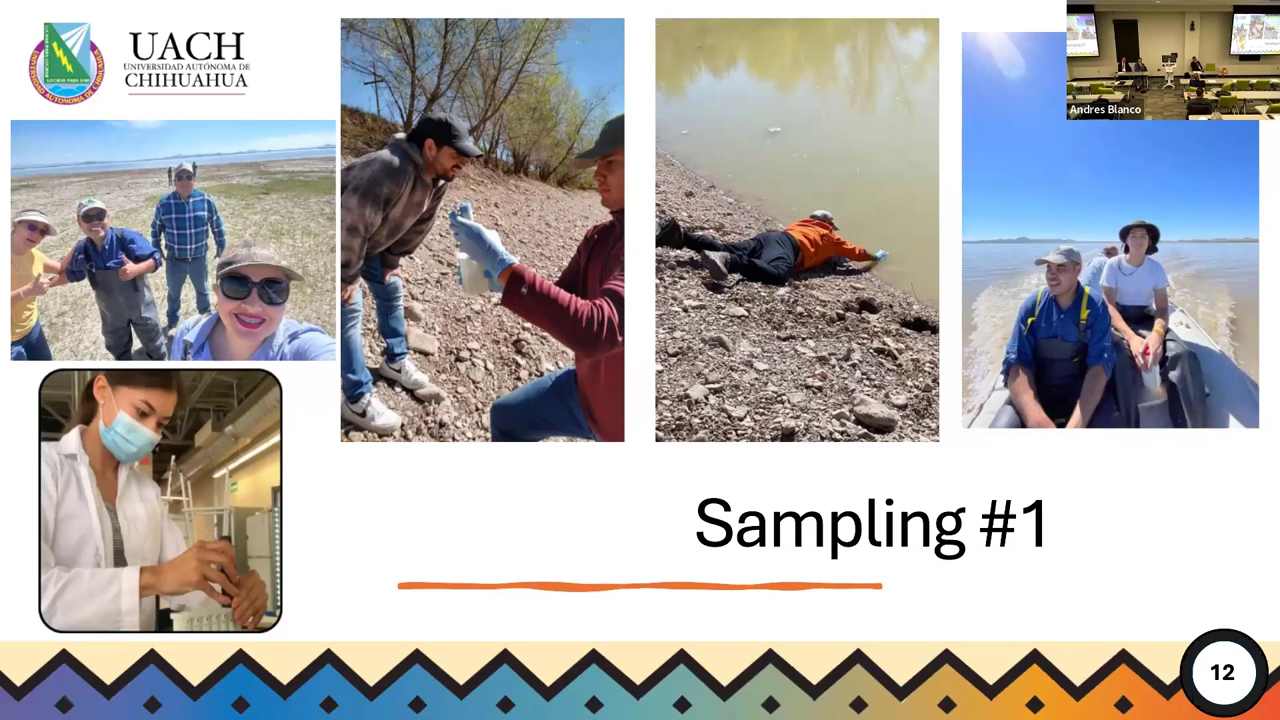 UACH
UNIVERSIDAD AUTÓNOMA DE
CHIHUAHUA
Andres Blanco
Sampling #1
12